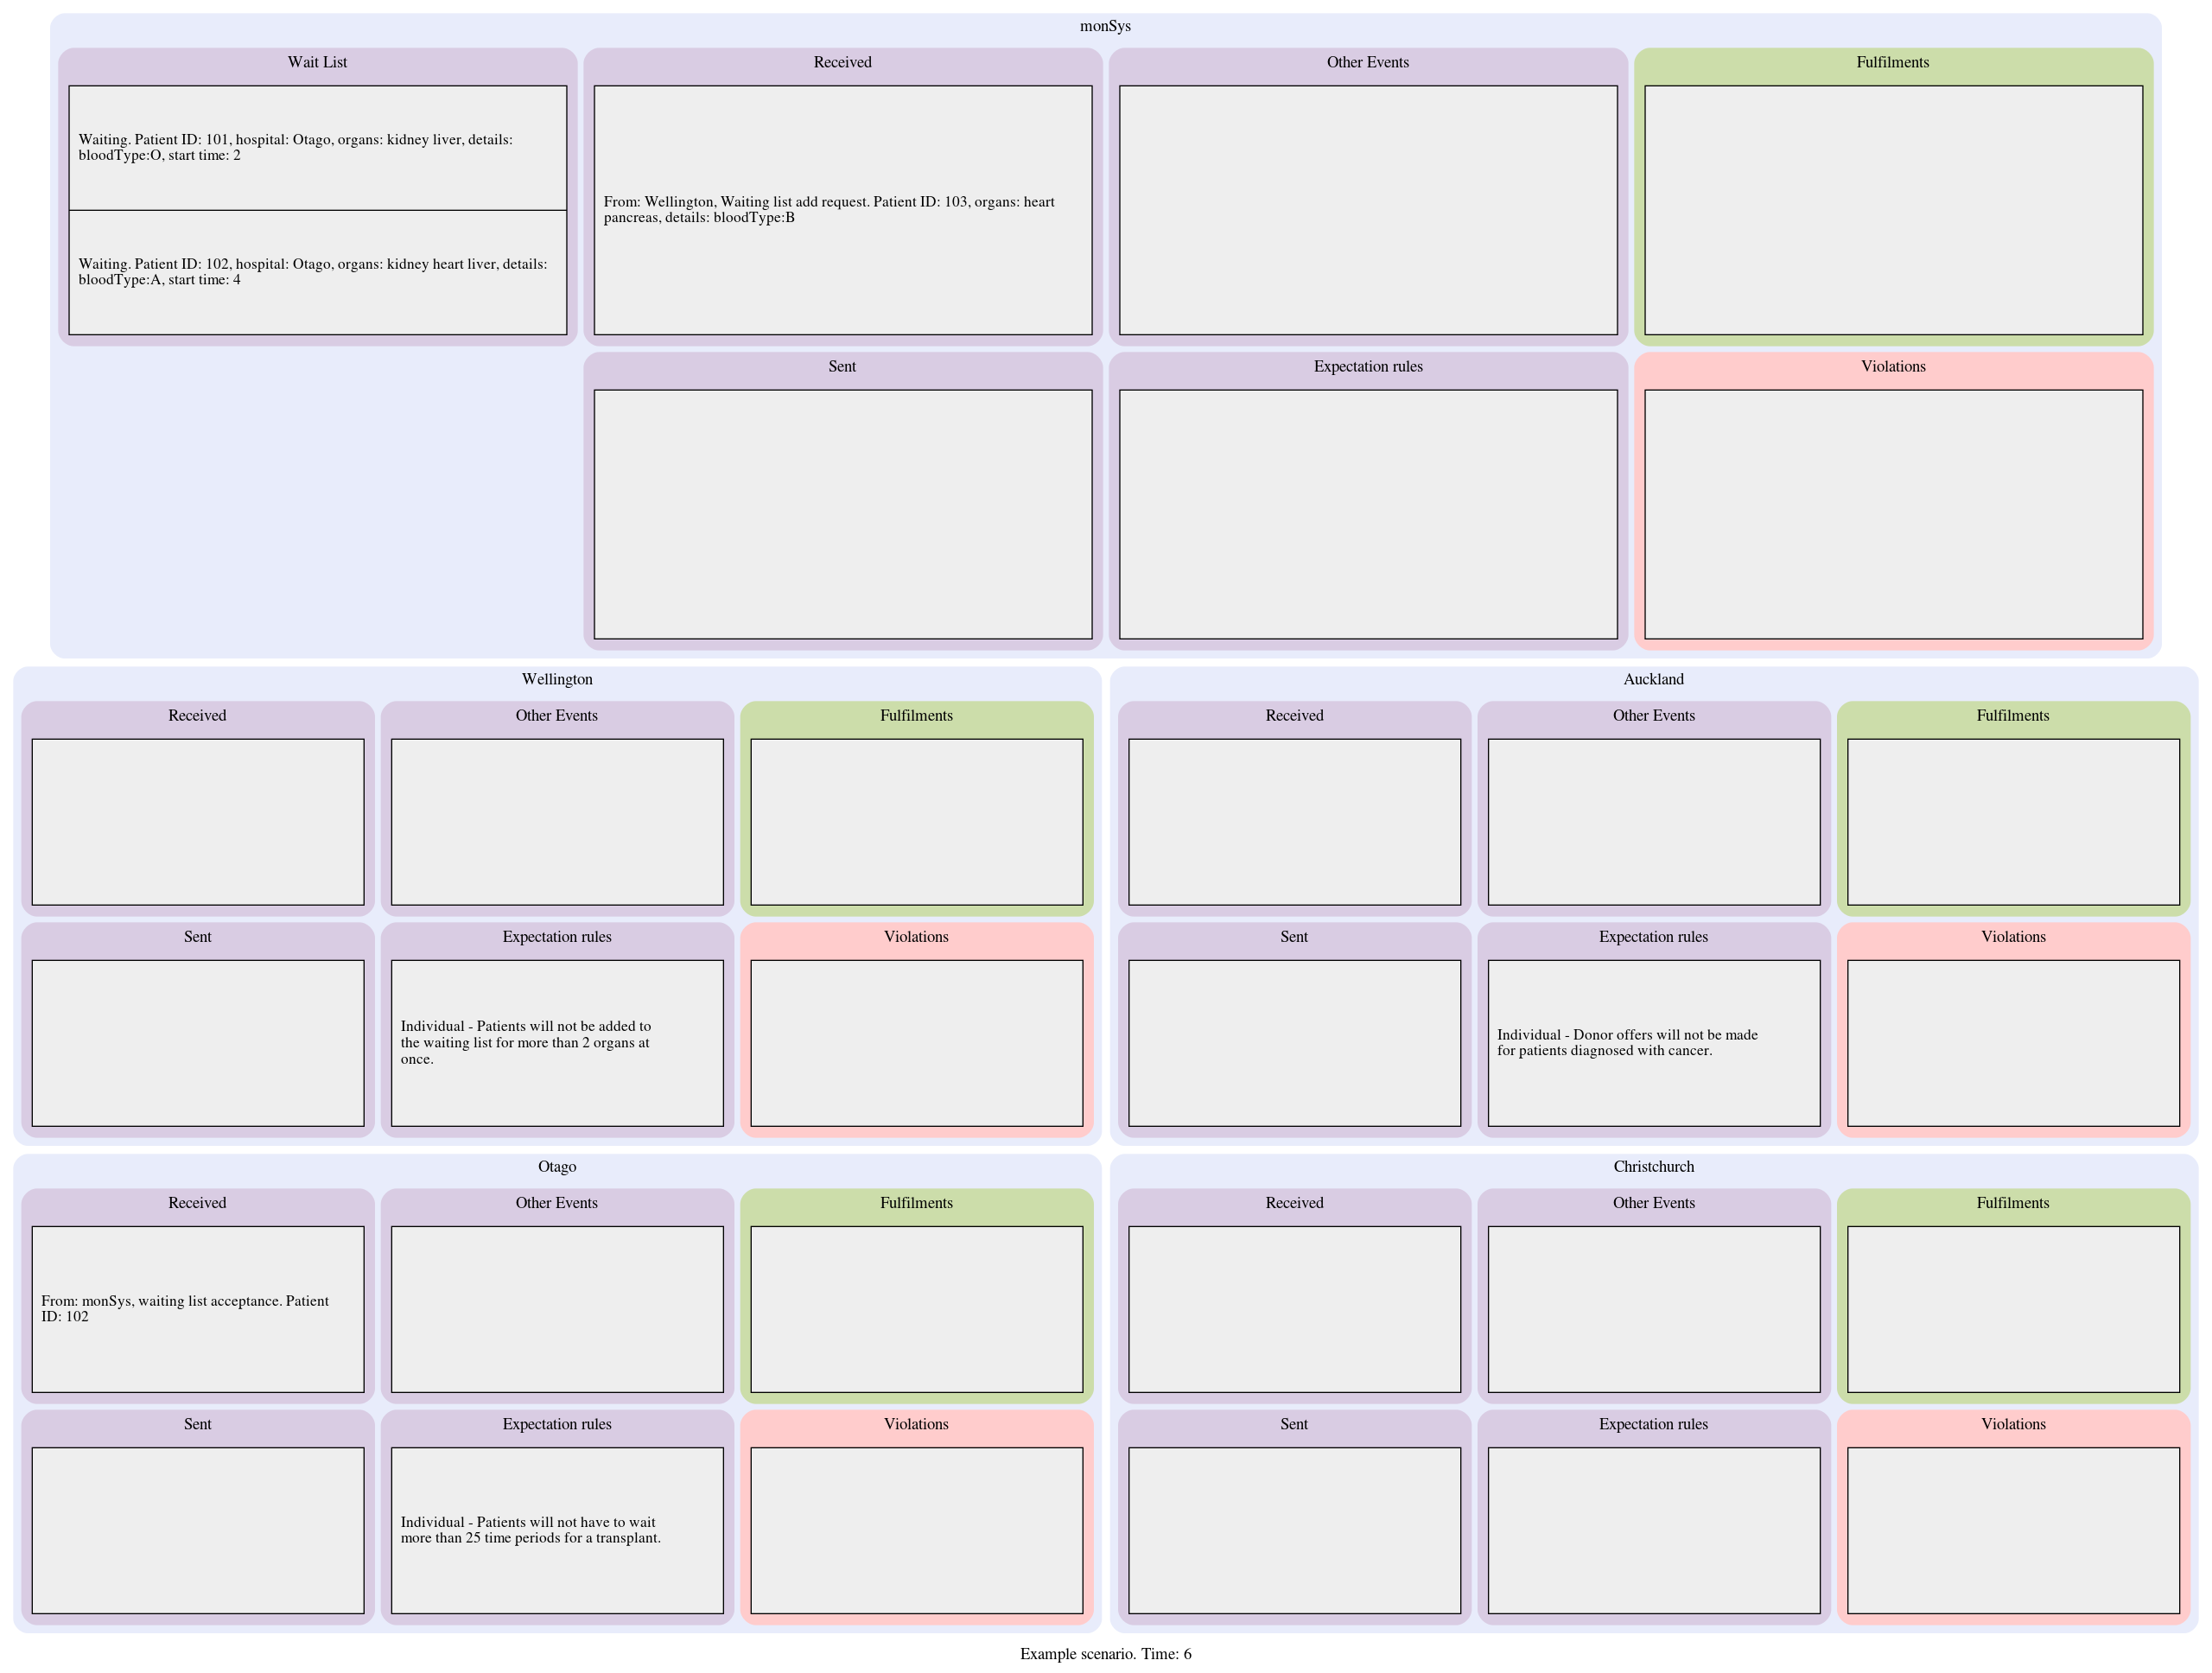 monSys
Wait List
Received
Other Events
Fulfilments
Waiting. Patient ID: 101, hospital: Otago, organs: kidney liver, details:
bloodType:O, start time: 2
Waiting. Patient ID: 102, hospital: Otago, organs: kidney heart liver, details:
bloodType:A, start time: 4
From: Wellington, Waiting list add request. Patient ID: 103, organs: heart
pancreas, details: bloodType:B
Sent
Expectation rules
Violations
Wellington
Received
Other Events
Fulfilments
Sent
Expectation rules
Violations
Individual - Patients will not be added to
the waiting list for more than 2 organs at
once.
Auckland
Received
Other Events
Fulfilments
Sent
Expectation rules
Violations
Individual - Donor offers will not be made
for patients diagnosed with cancer.
Otago
Received
Other Events
Fulfilments
From: monSys, waiting list acceptance. Patient
ID: 102
Sent
Expectation rules
Violations
Individual - Patients will not have to wait
more than 25 time periods for a transplant.
Christchurch
Received
Other Events
Fulfilments
Sent
Expectation rules
Violations
Example scenario. Time: 6